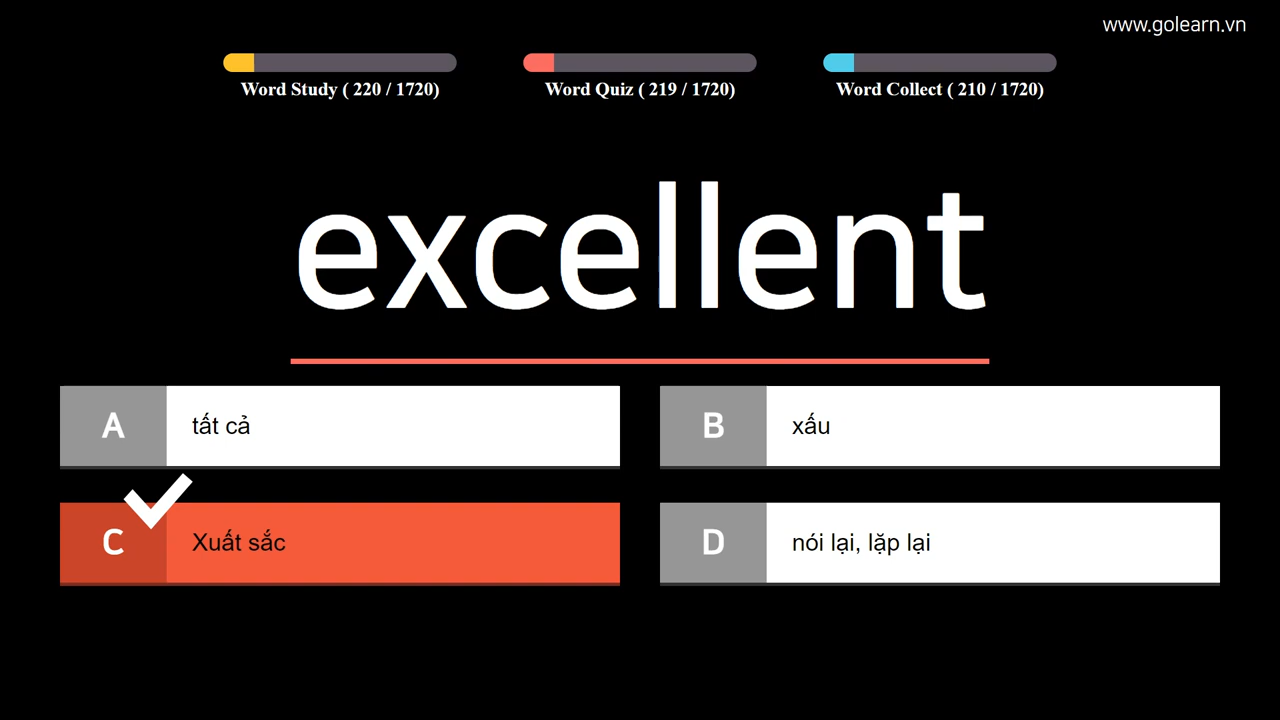 www.golearn.vn
Word Study ( 220 / 1720)
Word Quiz ( 219 / 1720)
Word Collect ( 210 / 1720)
excellent
A tất cả
B xấu
C Xuất sắc
D nói lại, lặp lại